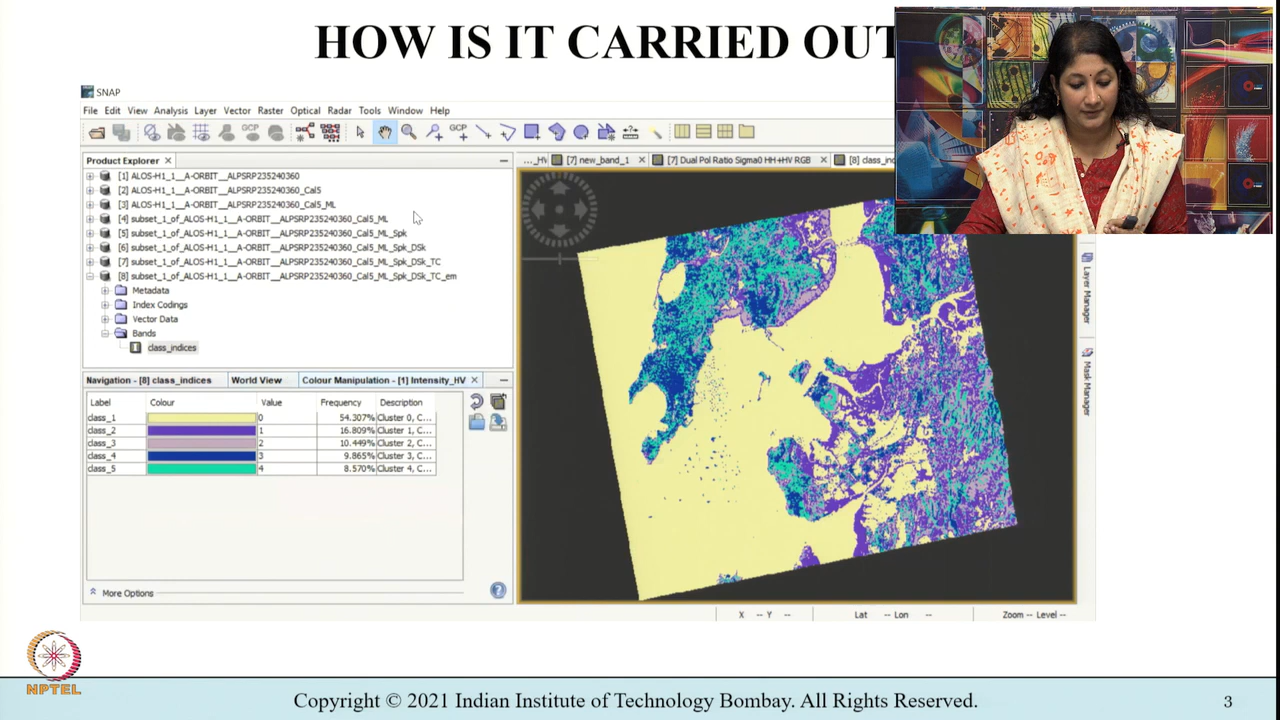 HOW IS IT CARRIED OUT
SNAP
File Edit View Analysis Layer Vector Raster Optical Radar Tools Window Help
GCP GCP
Product Explorer
[7] new_band_1 [7] Dual Pol Ratio Sigma0 HH+HV RGB [8] class_inc
[1] ALOS-H1_1__A-ORBIT__ALPSRP235240360
[2] ALOS-H1_1__A-ORBIT__ALPSRP235240360_Cal5
[3] ALOS-H1_1__A-ORBIT__ALPSRP235240360_Cal5_ML
[4] subset_1_of_ALOS-H1_1__A-ORBIT__ALPSRP235240360_Cal5_ML
[5] subset_1_of_ALOS-H1_1__A-ORBIT__ALPSRP235240360_Cal5_ML_Spk
[6] subset_1_of_ALOS-H1_1__A-ORBIT__ALPSRP235240360_Cal5_ML_Spk_DSk
[7] subset_1_of_ALOS-H1_1__A-ORBIT__ALPSRP235240360_Cal5_ML_Spk_DSk_TC
[8] subset_1_of_ALOS-H1_1__A-ORBIT__ALPSRP235240360_Cal5_ML_Spk_DSk_TC_em
Metadata
Index Codings
Vector Data
Bands
class_indices
Layer Manager
Mask Manager
Navigation - [8] class_indices World View Colour Manipulation - [1] Intensity_HV
Label Colour Value Frequency Description
class_1 0 54.307% Cluster 0, C...
class_2 1 16.809% Cluster 1, C...
class_3 2 10.449% Cluster 2, C...
class_4 3 9.865% Cluster 3, C...
class_5 4 8.570% Cluster 4, C...
More Options
X -- Y -- Lat -- Lon -- Zoom -- Level --
NPTEL
Copyright © 2021 Indian Institute of Technology Bombay. All Rights Reserved.
3